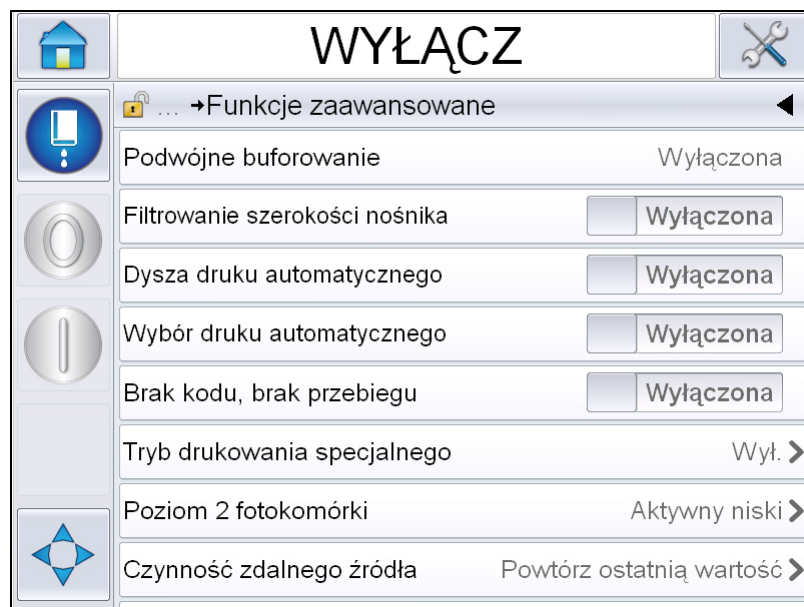 WYŁĄCZ
... →Funkcje zaawansowane
Podwójne buforowanie Wyłączona
Filtrowanie szerokości nośnika Wyłączona
Dysza druku automatycznego Wyłączona
Wybór druku automatycznego Wyłączona
Brak kodu, brak przebiegu Wyłączona
Tryb drukowania specjalnego Wył.
Poziom 2 fotokomórki Aktywny niski
Czynność zdalnego źródła Powtórz ostatnią wartość